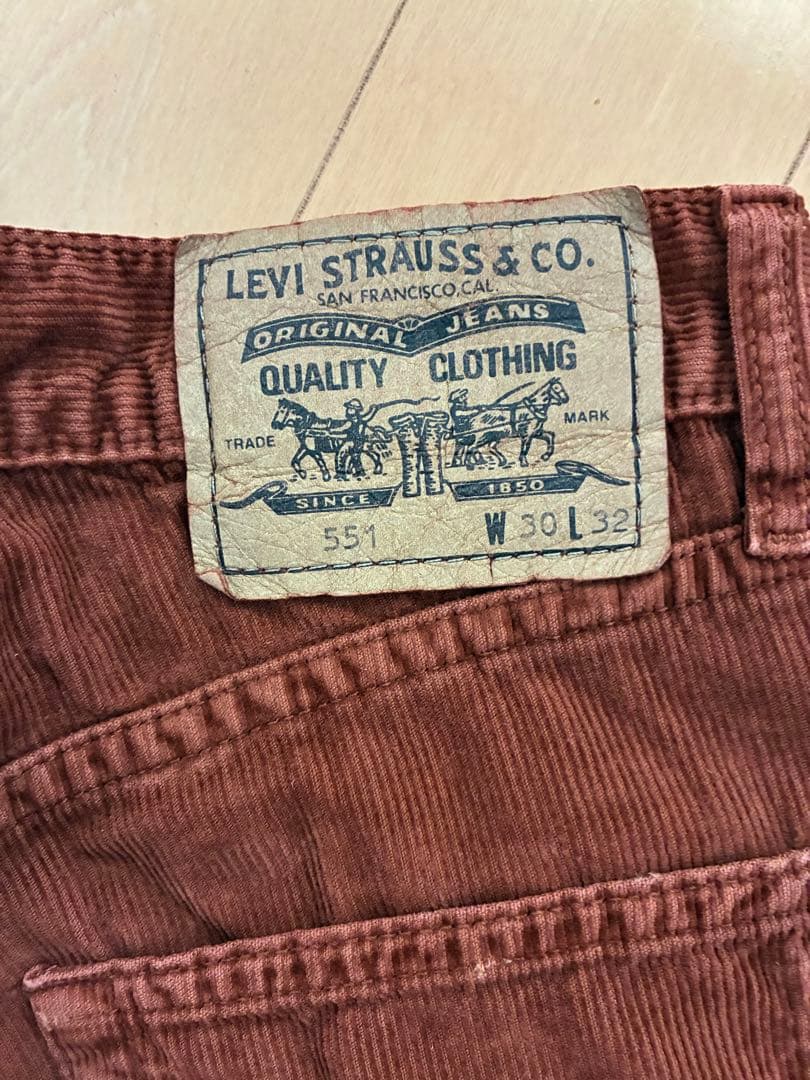 LEVI STRAUSS & CO.
SAN FRANCISCO, CAL.
ORIGINAL JEANS
QUALITY CLOTHING
TRADE MARK
SINCE 1850
551 W 30 L 32